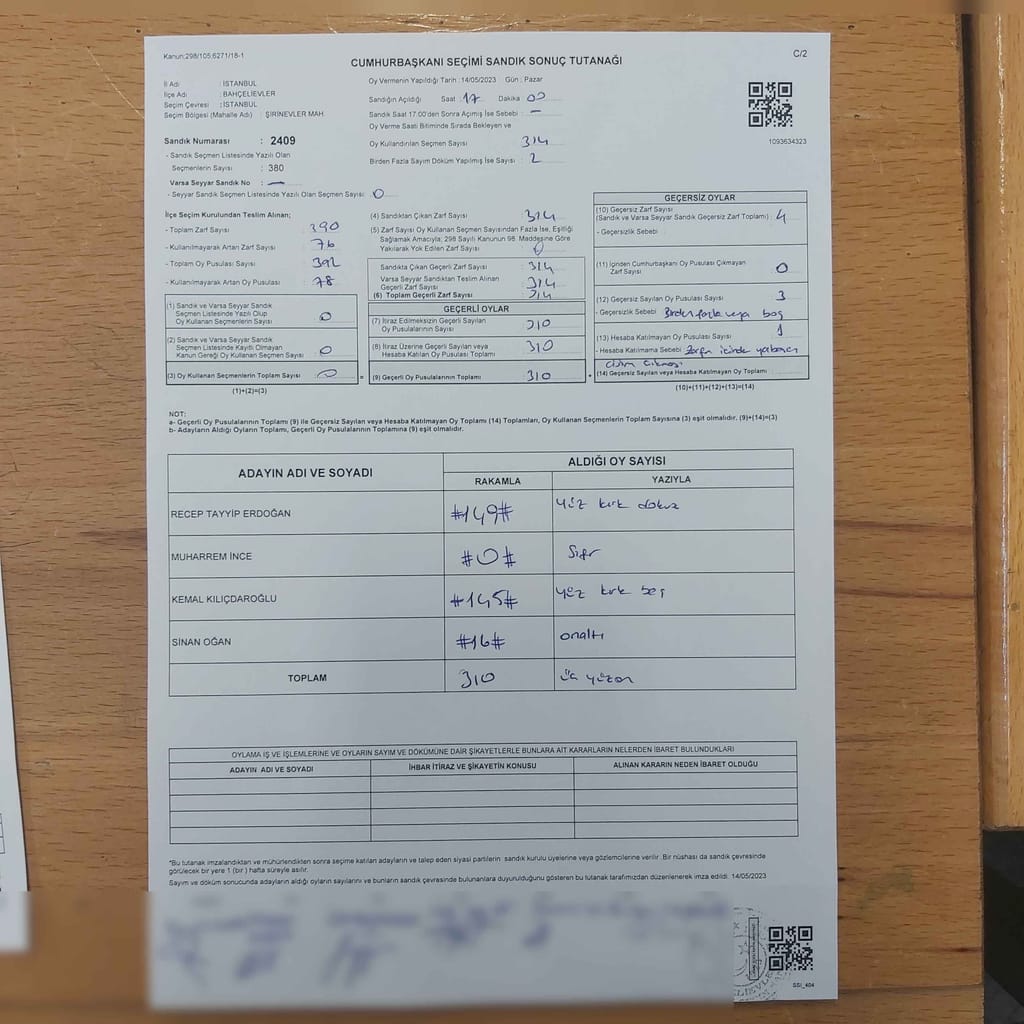 Kanun:298/105;6271/18-1
C/2
CUMHURBAŞKANI SEÇİMİ SANDIK SONUÇ TUTANAĞI
İl Adı : İSTANBUL
İlçe Adı : BAHÇELİEVLER
Seçim Çevresi : İSTANBUL
Seçim Bölgesi (Mahalle Adı) : ŞİRİNEVLER MAH.
Sandık Numarası : 2409
- Sandık Seçmen Listesinde Yazılı Olan
Seçmenlerin Sayısı : 380
Varsa Seyyar Sandık No : —
- Seyyar Sandık Seçmen Listesinde Yazılı Olan Seçmen Sayısı : 0
Oy Vermenin Yapıldığı Tarih : 14/05/2023 Gün : Pazar
Sandığın Açıldığı Saat : 17 Dakika 00
Sandık Saat 17:00'den Sonra Açımış İse Sebebi : —
Oy Verme Saati Bitiminde Sırada Bekleyen ve
Oy Kullandırılan Seçmen Sayısı 314
Birden Fazla Sayım Döküm Yapılmış İse Sayısı : 2
1093634323
İlçe Seçim Kurulundan Teslim Alınan;
- Toplam Zarf Sayısı : 390
- Kullanılmayarak Artan Zarf Sayısı : 76
- Toplam Oy Pusulası Sayısı : 392
- Kullanılmayarak Artan Oy Pusulası : 78
(1) Sandık ve Varsa Seyyar Sandık
Seçmen Listesinde Yazılı Olup
Oy Kullanan Seçmenlerin Sayısı : 0
(2) Sandık ve Varsa Seyyar Sandık
Seçmen Listesinde Kayıtlı Olmayan
Kanun Gereği Oy Kullanan Seçmen Sayısı : 0
(3) Oy Kullanan Seçmenlerin Toplam Sayısı : 0
(1)+(2)=(3)
=
(4) Sandıktan Çıkan Zarf Sayısı : 314
(5) Zarf Sayısı Oy Kullanan Seçmen Sayısından Fazla İse, Eşitliği
Sağlamak Amacıyla; 298 Sayılı Kanunun 98. Maddesine Göre
Yakılarak Yok Edilen Zarf Sayısı : 0
Sandıkta Çıkan Geçerli Zarf Sayısı : 314
Varsa Seyyar Sandıktan Teslim Alınan
Geçerli Zarf Sayısı : 314
(6) Toplam Geçerli Zarf Sayısı : 314
GEÇERLİ OYLAR
(7) İtiraz Edilmeksizin Geçerli Sayılan
Oy Pusulalarının Sayısı : 310
(8) İtiraz Üzerine Geçerli Sayılan veya
Hesaba Katılan Oy Pusulası Toplamı : 310
(9) Geçerli Oy Pusulalarının Toplamı : 310
+
GEÇERSİZ OYLAR
(10) Geçersiz Zarf Sayısı
(Sandık ve Varsa Seyyar Sandık Geçersiz Zarf Toplamı) : 4
- Geçersizlik Sebebi :
(11) İçinden Cumhurbaşkanı Oy Pusulası Çıkmayan
Zarf Sayısı : 0
(12) Geçersiz Sayılan Oy Pusulası Sayısı : 3
- Geçersizlik Sebebi : Birden fazla veya boş
(13) Hesaba Katılmayan Oy Pusulası Sayısı : 1
- Hesaba Katılmama Sebebi : Zarfın içinde yabancı
cisim çıkması
(14) Geçersiz Sayılan veya Hesaba Katılmayan Oy Toplamı :
(10)+(11)+(12)+(13)=(14)
NOT:
a- Geçerli Oy Pusulalarının Toplamı (9) ile Geçersiz Sayılan veya Hesaba Katılmayan Oy Toplamı (14) Toplamları, Oy Kullanan Seçmenlerin Toplam Sayısına (3) eşit olmalıdır. (9)+(14)=(3)
b- Adayların Aldığı Oyların Toplamı, Geçerli Oy Pusulalarının Toplamına (9) eşit olmalıdır.
ADAYIN ADI VE SOYADI
ALDIĞI OY SAYISI
RAKAMLA YAZIYLA
RECEP TAYYİP ERDOĞAN #149# yüz kırk dokuz
MUHARREM İNCE #0# Sıfır
KEMAL KILIÇDAROĞLU #145# yüz kırk beş
SİNAN OĞAN #16# onaltı
TOPLAM 310 üç yüzon
OYLAMA İŞ VE İŞLEMLERİNE VE OYLARIN SAYIM VE DÖKÜMÜNE DAİR ŞİKAYETLERLE BUNLARA AİT KARARLARIN NELERDEN İBARET BULUNDUKLARI
ADAYIN ADI VE SOYADI İHBAR İTİRAZ VE ŞİKAYETİN KONUSU ALINAN KARARIN NEDEN İBARET OLDUĞU
*Bu tutanak imzalandıktan ve mühürlendikten sonra seçime katılan adayların ve talep eden siyasi partilerin sandık kurulu üyelerine veya gözlemcilerine verilir. Bir nüshası da sandık çevresinde
görülecek bir yere 1 (bir ) hafta süreyle asılır.
Sayım ve döküm sonucunda adayların aldığı oyların sayılarını ve bunların sandık çevresinde bulunanlara duyurulduğunu gösteren bu tutanak tarafımızdan düzenlenerek imza edildi. 14/05/2023
SSI_404